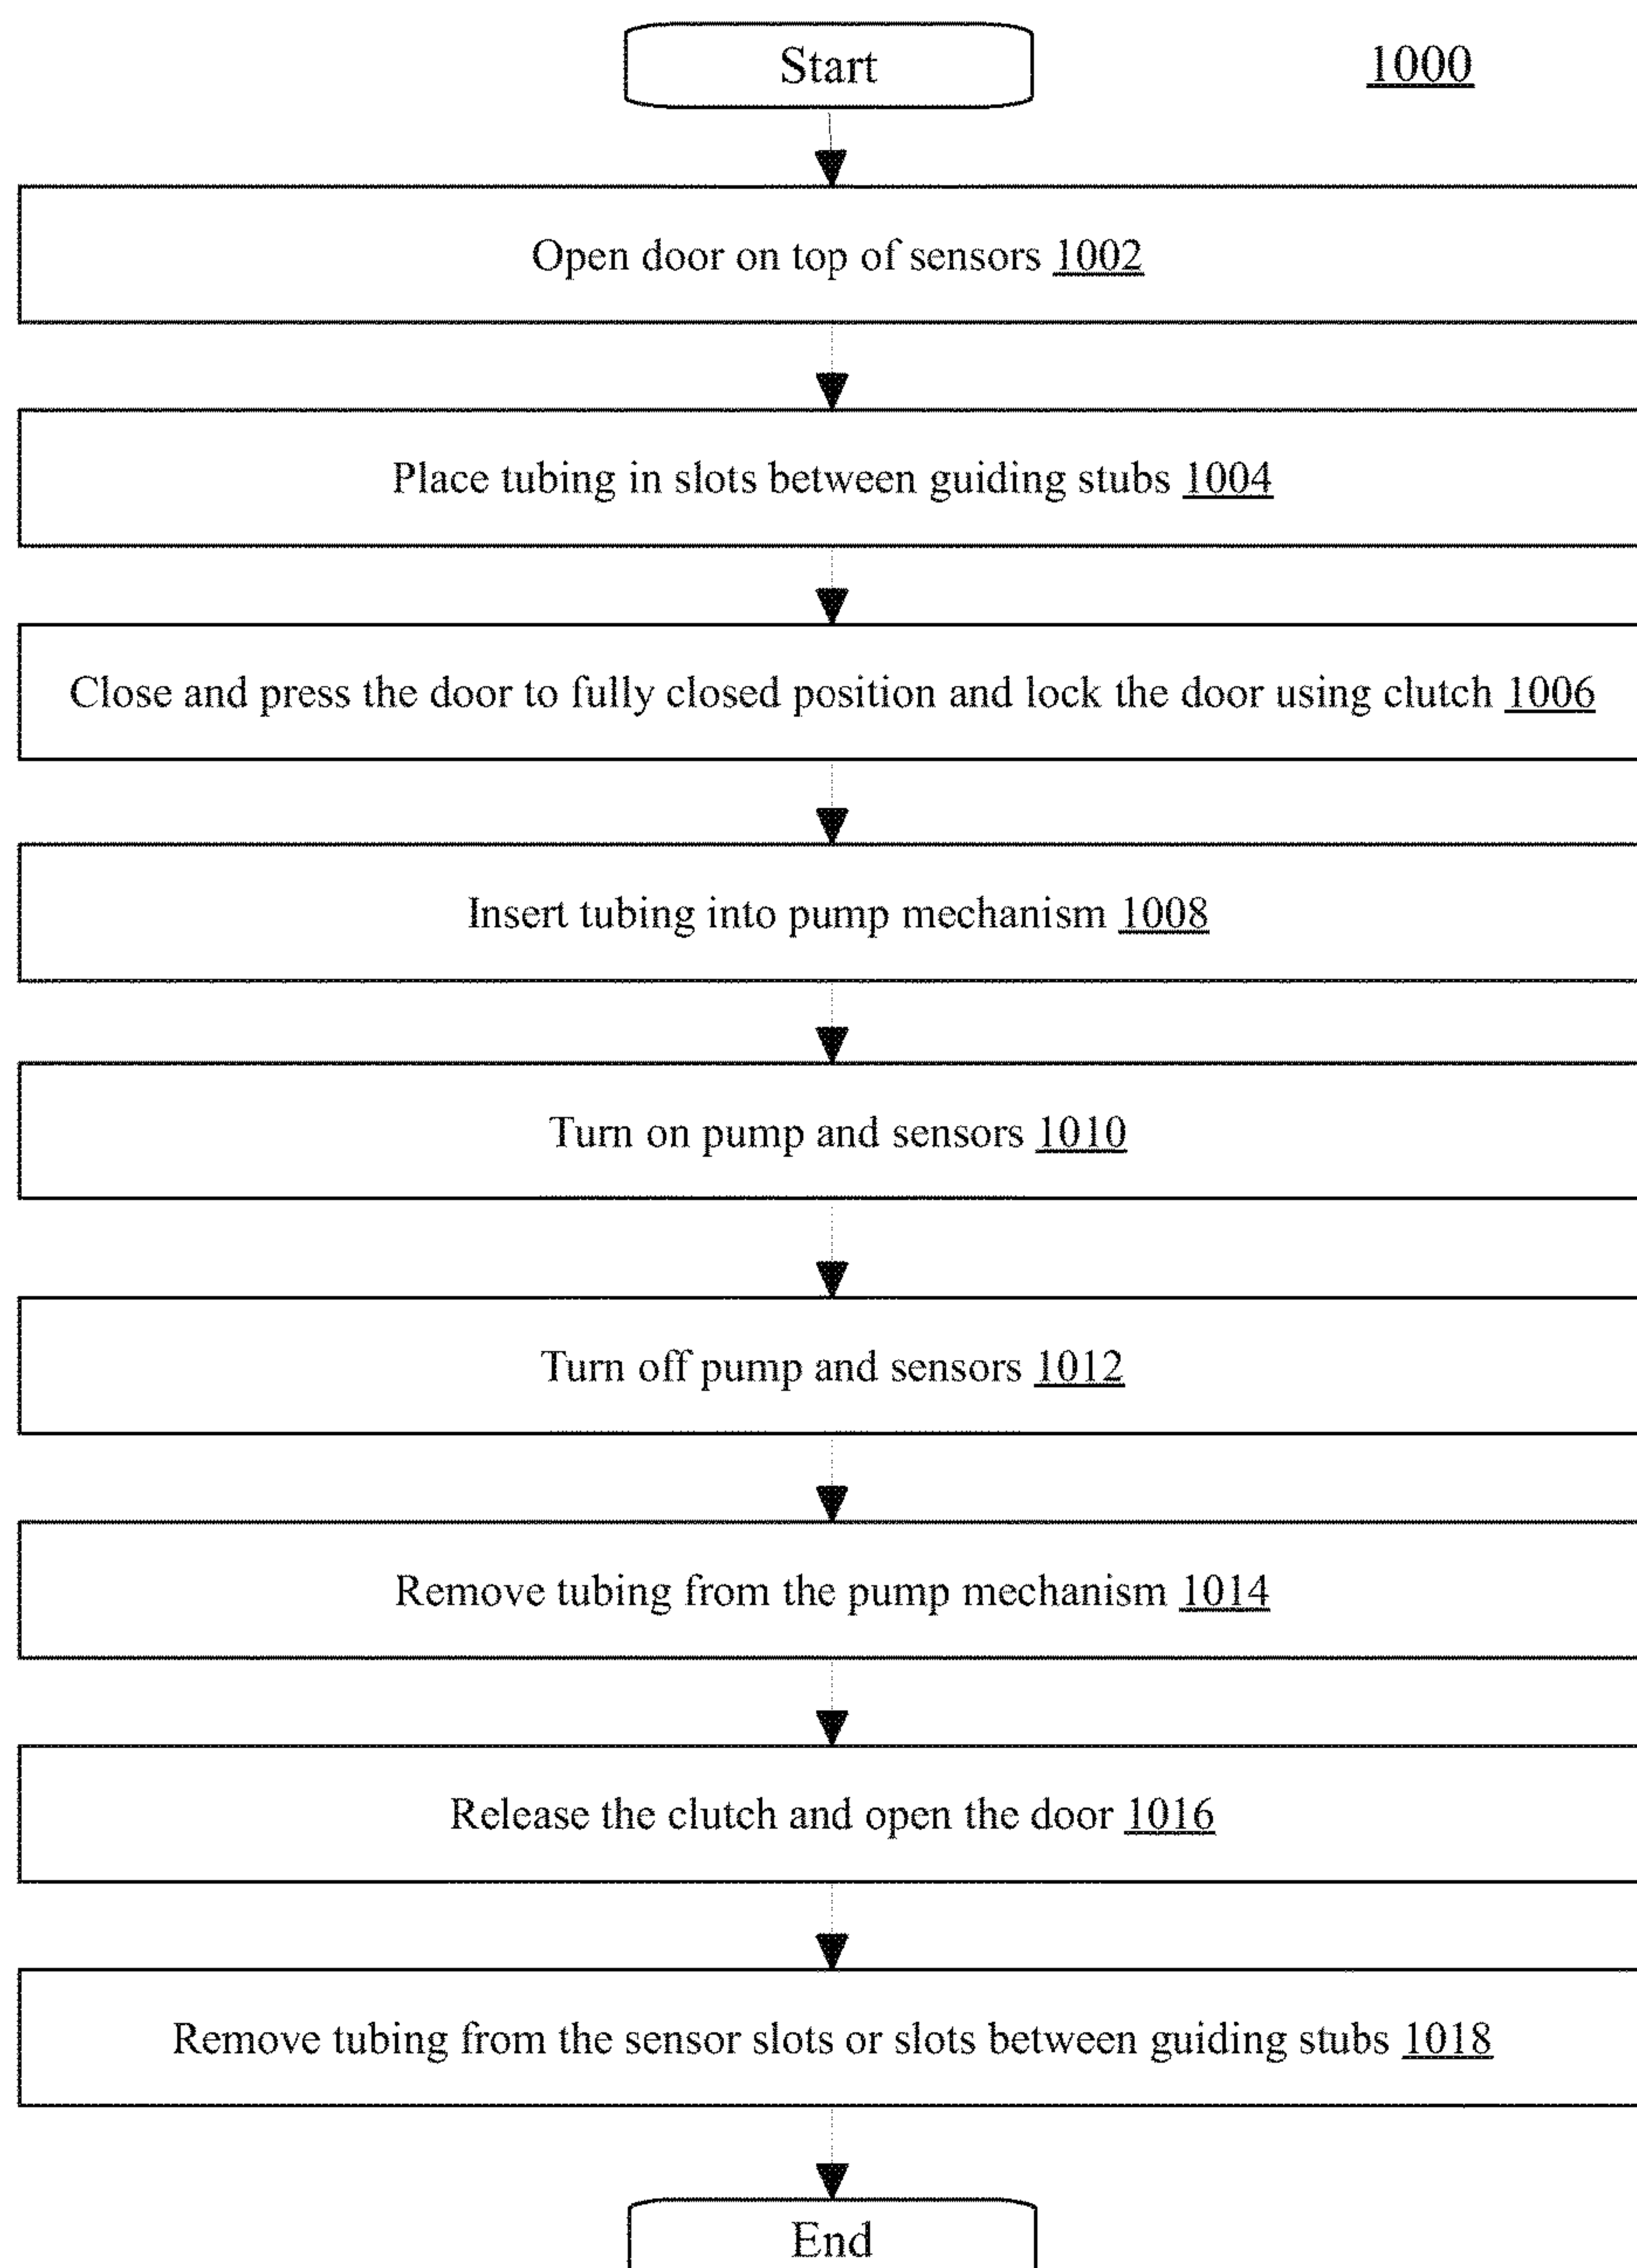 Start
1000
Open door on top of sensors 1002
Place tubing in slots between guiding stubs 1004
Close and press the door to fully closed position and lock the door using clutch 1006
Insert tubing into pump mechanism 1008
Turn on pump and sensors 1010
Turn off pump and sensors 1012
Remove tubing from the pump mechanism 1014
Release the clutch and open the door 1016
Remove tubing from the sensor slots or slots between guiding stubs 1018
End